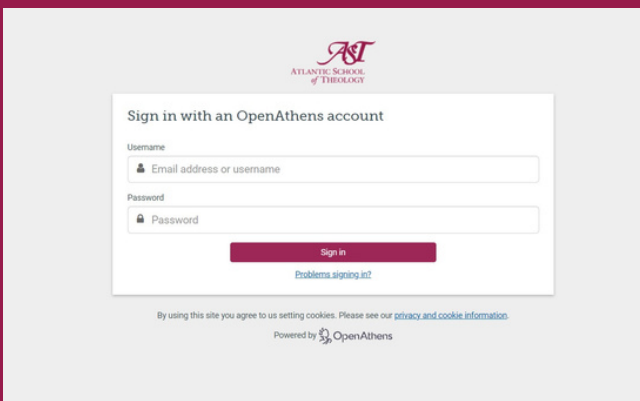 AST
ATLANTIC SCHOOL
of THEOLOGY
Sign in with an OpenAthens account
Username
Email address or username
Password
Password
Sign in
Problems signing in?
By using this site you agree to us setting cookies. Please see our privacy and cookie information.
Powered by OpenAthens